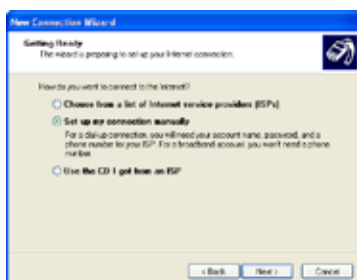 New Connection Wizard
Getting Ready
The wizard is preparing to set up your Internet connection.
How do you want to connect to the Internet?
Choose from a list of Internet service providers (ISPs)
Set up my connection manually
For a dial-up connection, you will need your account name, password, and a
phone number for your ISP. For a broadband account, you won't need a phone
number.
Use the CD I got from an ISP
< Back
Next >
Cancel